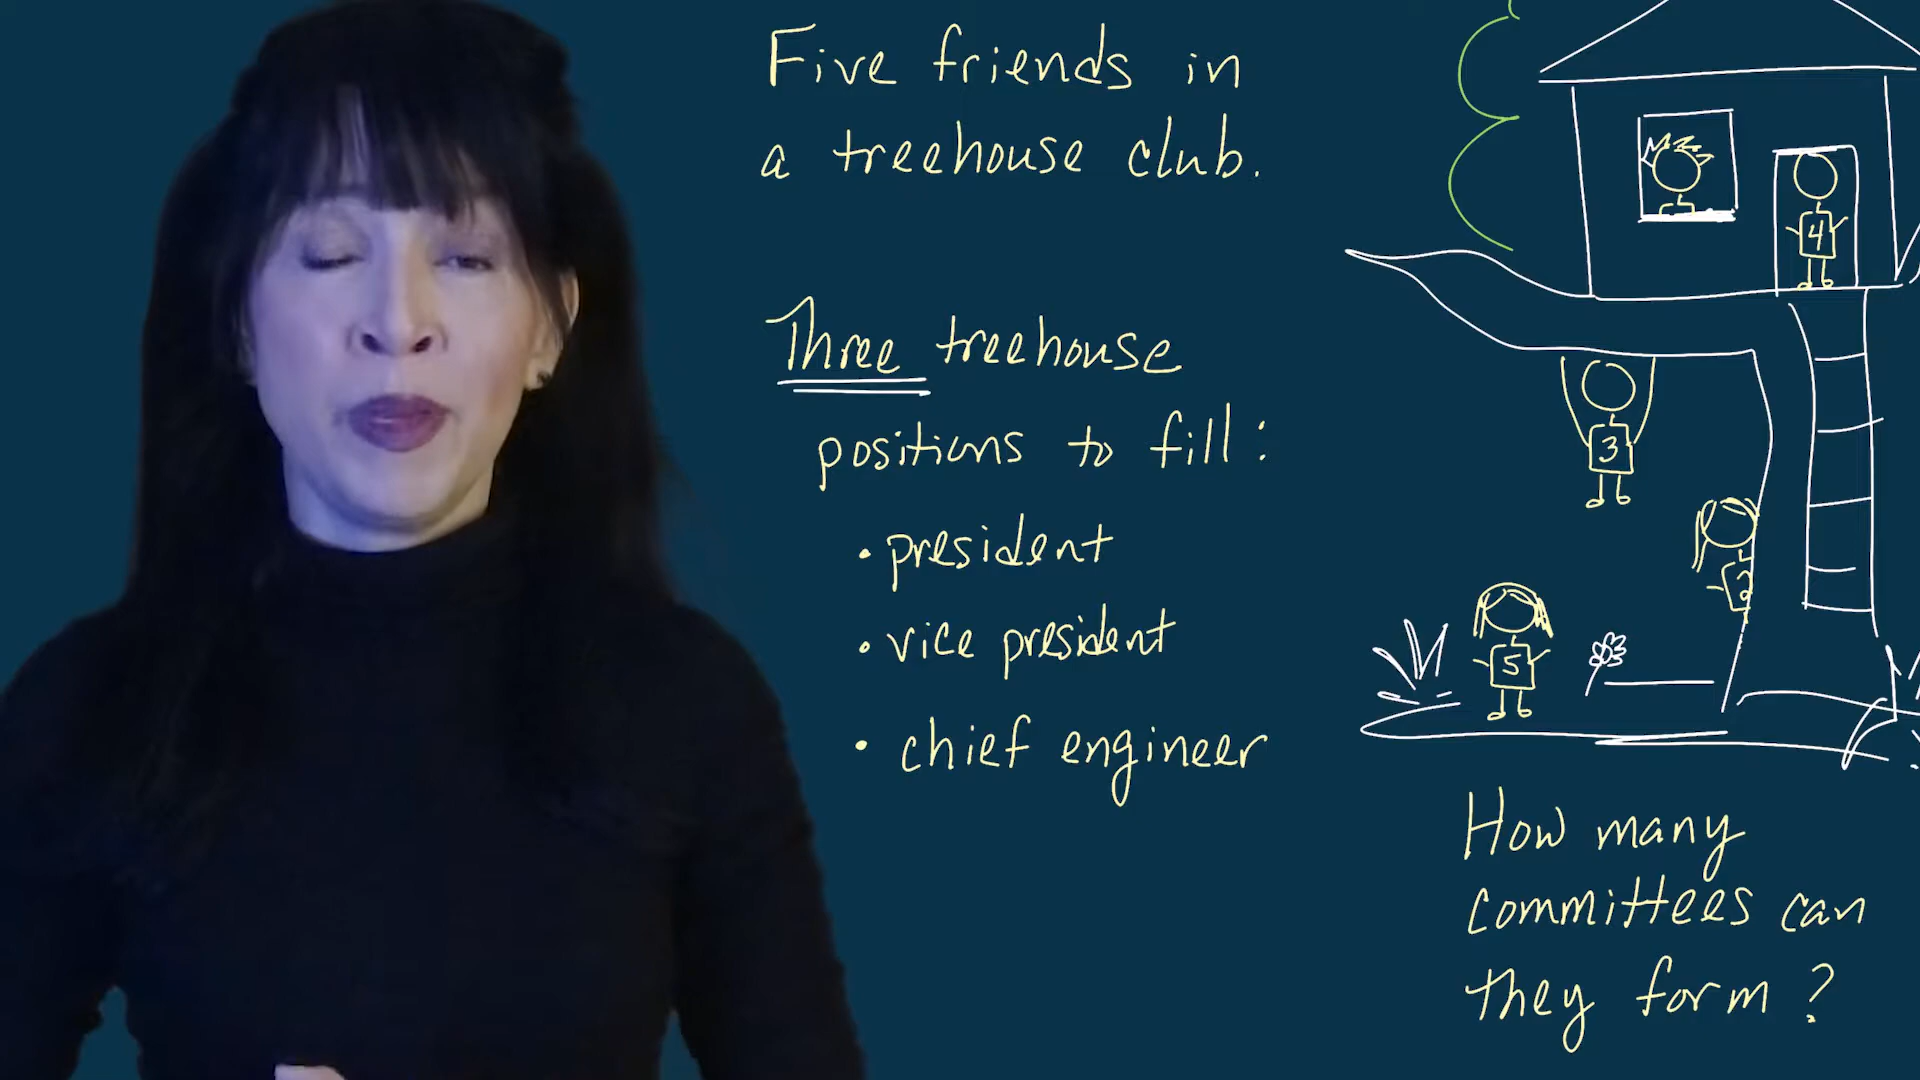 Five friends in
a treehouse club.
Three treehouse
positions to fill:
• president
• vice president
• chief engineer
4
3
2
5
How many
committees can
they form?